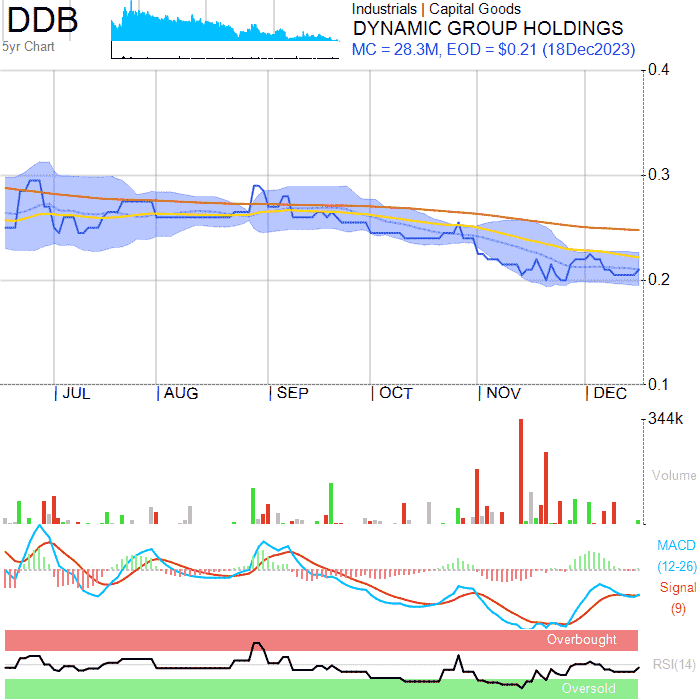 DDB
5yr Chart
Industrials | Capital Goods
DYNAMIC GROUP HOLDINGS
MC = 28.3M, EOD = $0.21 (18Dec2023)
0.4
0.3
0.2
0.1
| JUL | AUG | SEP | OCT | NOV | DEC
344k
Volume
MACD
(12-26)
Signal
(9)
Overbought
RSI(14)
Oversold